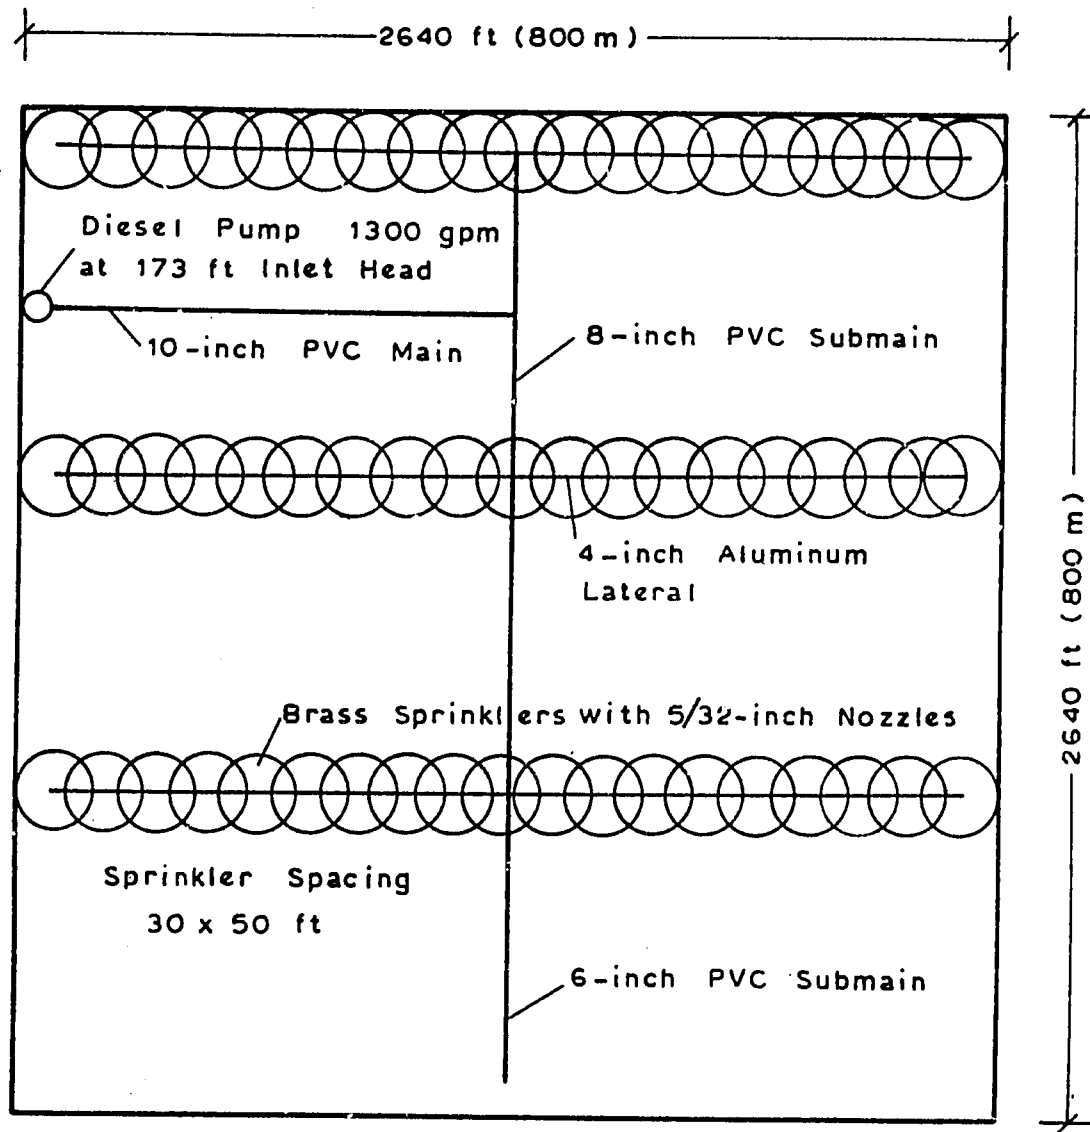 2640 ft (800 m)
Diesel Pump 1300 gpm
at 173 ft Inlet Head
10-inch PVC Main
8-inch PVC Submain
4-inch Aluminum
Lateral
2640 ft (800 m)
Brass Sprinklers with 5/32-inch Nozzles
Sprinkler Spacing
30 x 50 ft
6-inch PVC Submain